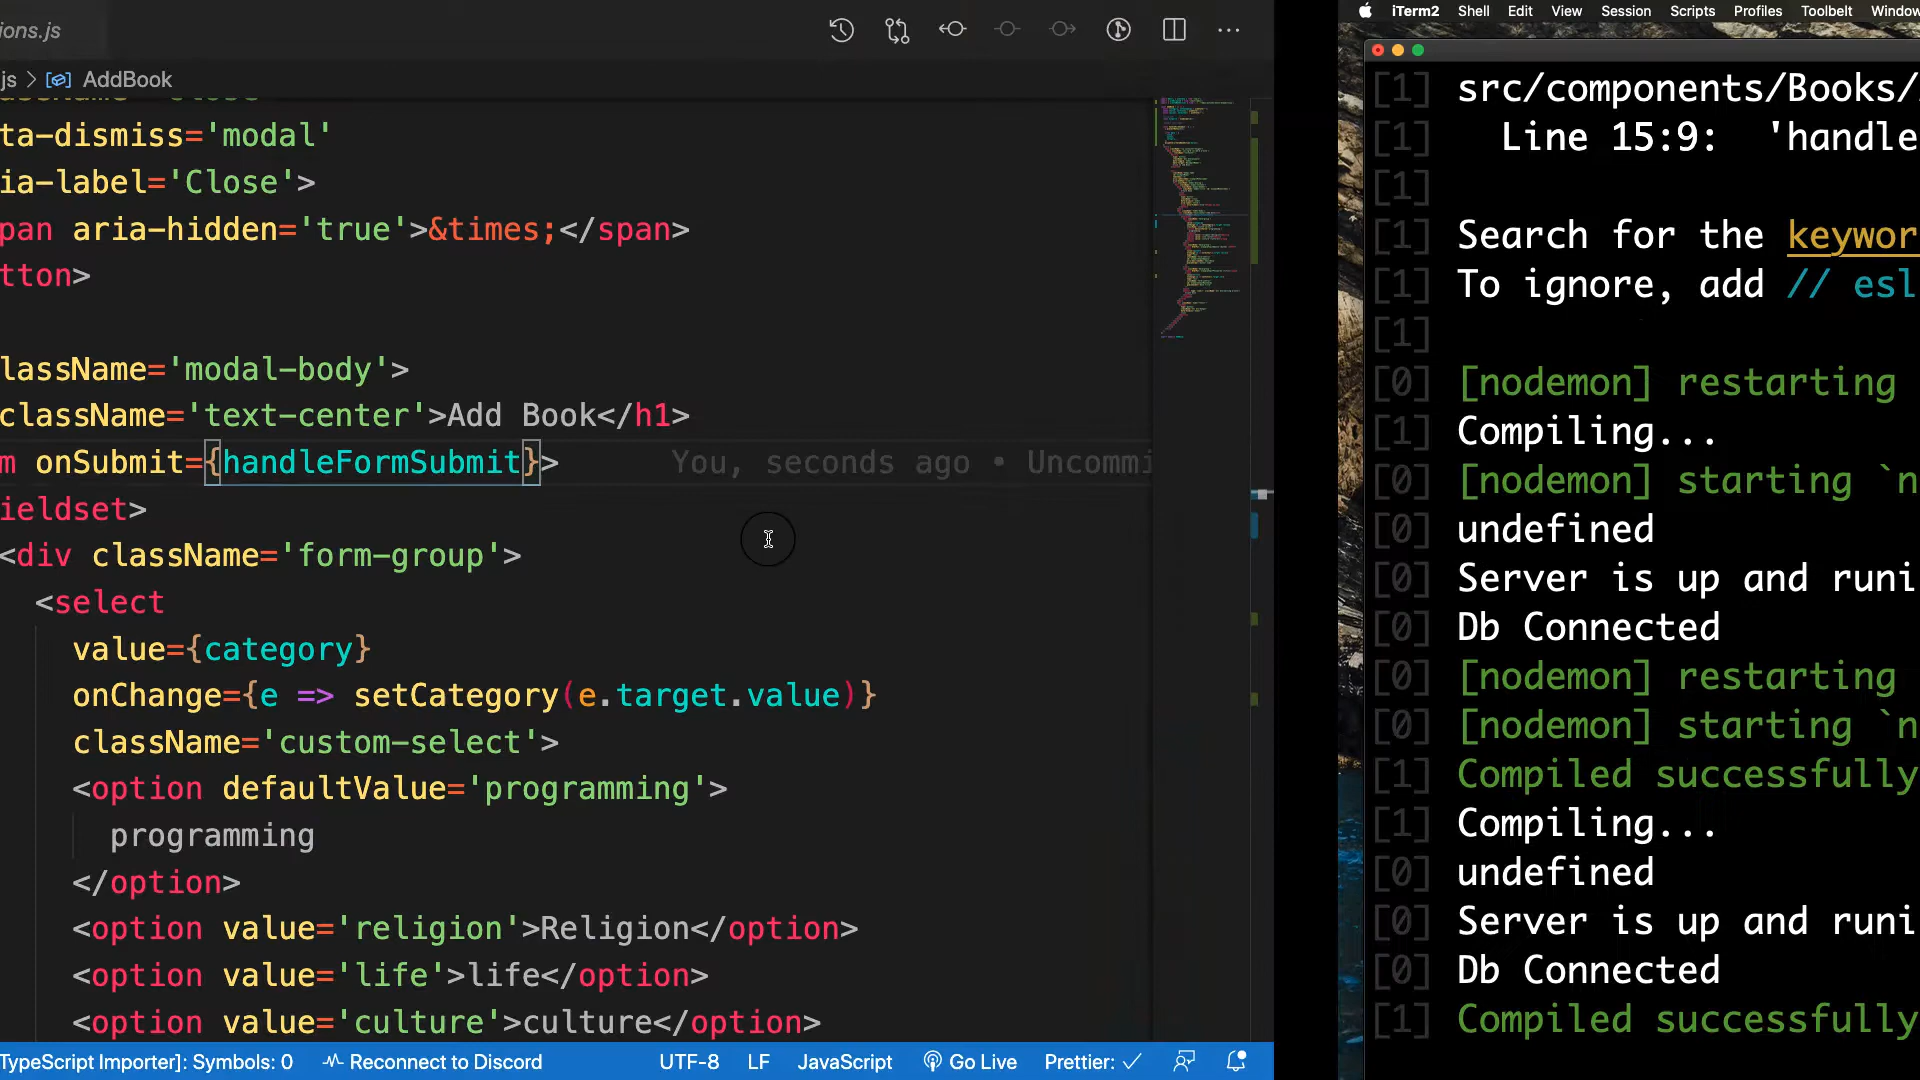 ions.js
js > AddBook
className='Close'
ta-dismiss='modal'
ia-label='Close'>
pan aria-hidden='true'>&times;</span>
tton>
lassName='modal-body'>
className='text-center'>Add Book</h1>
m onSubmit={handleFormSubmit}> You, seconds ago • Uncommi
ieldset>
<div className='form-group'>
<select
value={category}
onChange={e => setCategory(e.target.value)}
className='custom-select'>
<option defaultValue='programming'>
programming
</option>
<option value='religion'>Religion</option>
<option value='life'>life</option>
<option value='culture'>culture</option>
TypeScript Importer]: Symbols: 0 Reconnect to Discord UTF-8 LF JavaScript Go Live Prettier: ✓
iTerm2 Shell Edit View Session Scripts Profiles Toolbelt Window
[1] src/components/Books/
[1] Line 15:9: 'handle
[1]
[1] Search for the keywor
[1] To ignore, add // esl
[1]
[0] [nodemon] restarting
[1] Compiling...
[0] [nodemon] starting `n
[0] undefined
[0] Server is up and runi
[0] Db Connected
[0] [nodemon] restarting
[0] [nodemon] starting `n
[1] Compiled successfully
[1] Compiling...
[0] undefined
[0] Server is up and runi
[0] Db Connected
[1] Compiled successfully